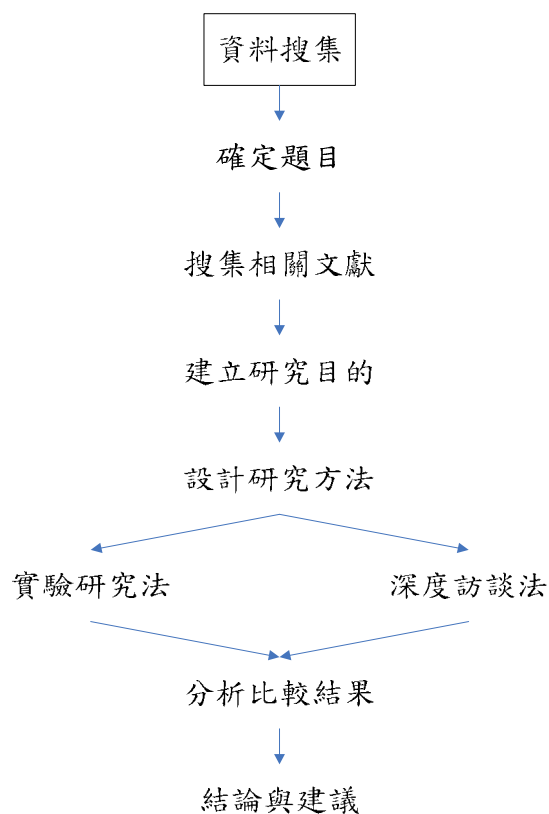 資料搜集
確定題目
搜集相關文獻
建立研究目的
設計研究方法
實驗研究法
深度訪談法
分析比較結果
結論與建議